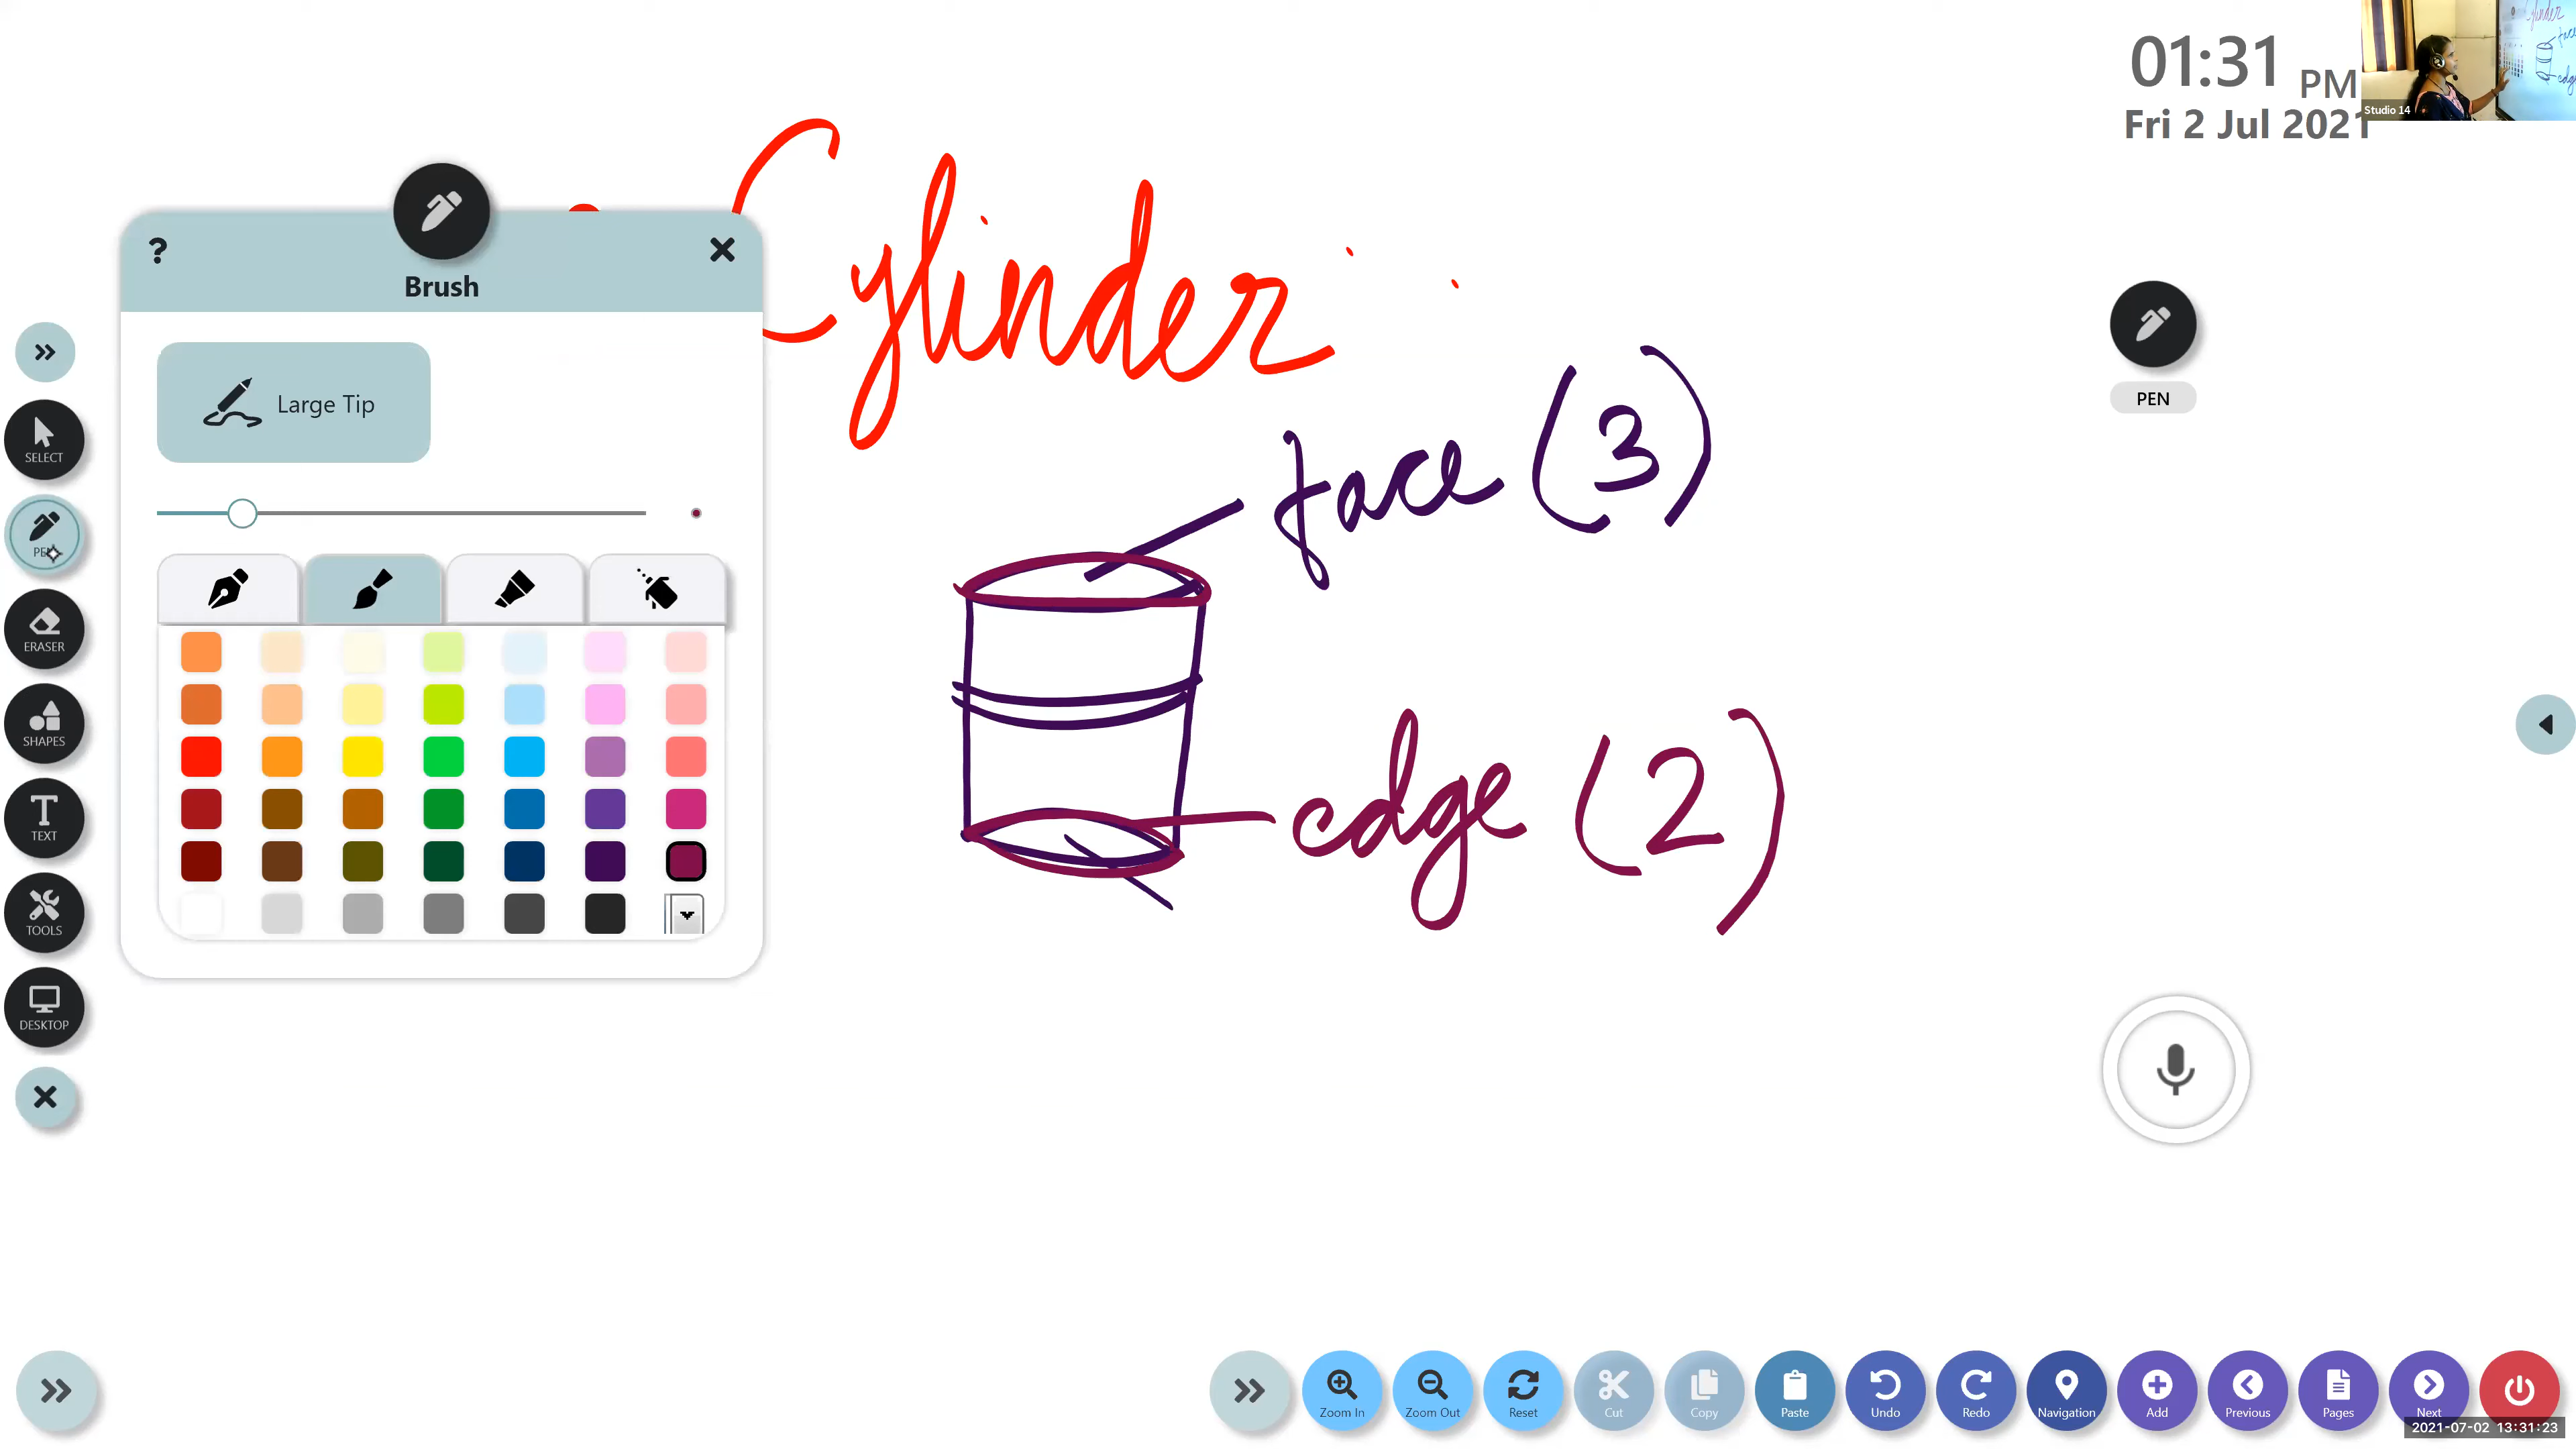 01:31 PM
Fri 2 Jul 2021
Studio 14
Cylinder
?
Brush
Large Tip
face (3)
PEN
SELECT
PEN
ERASER
SHAPES
TEXT
TOOLS
DESKTOP
edge (2)
Zoom In
Zoom Out
Reset
Cut
Copy
Paste
Undo
Redo
Navigation
Add
Previous
Pages
Next
2021-07-02 13:31:23